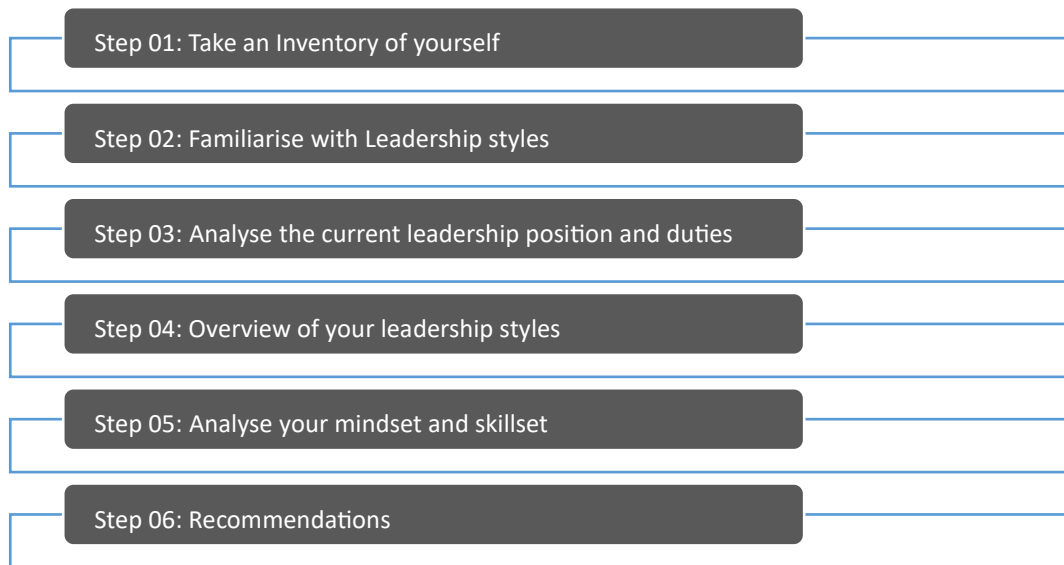 Step 01: Take an Inventory of yourself
Step 02: Familiarise with Leadership styles
Step 03: Analyse the current leadership position and duties
Step 04: Overview of your leadership styles
Step 05: Analyse your mindset and skillset
Step 06: Recommendations